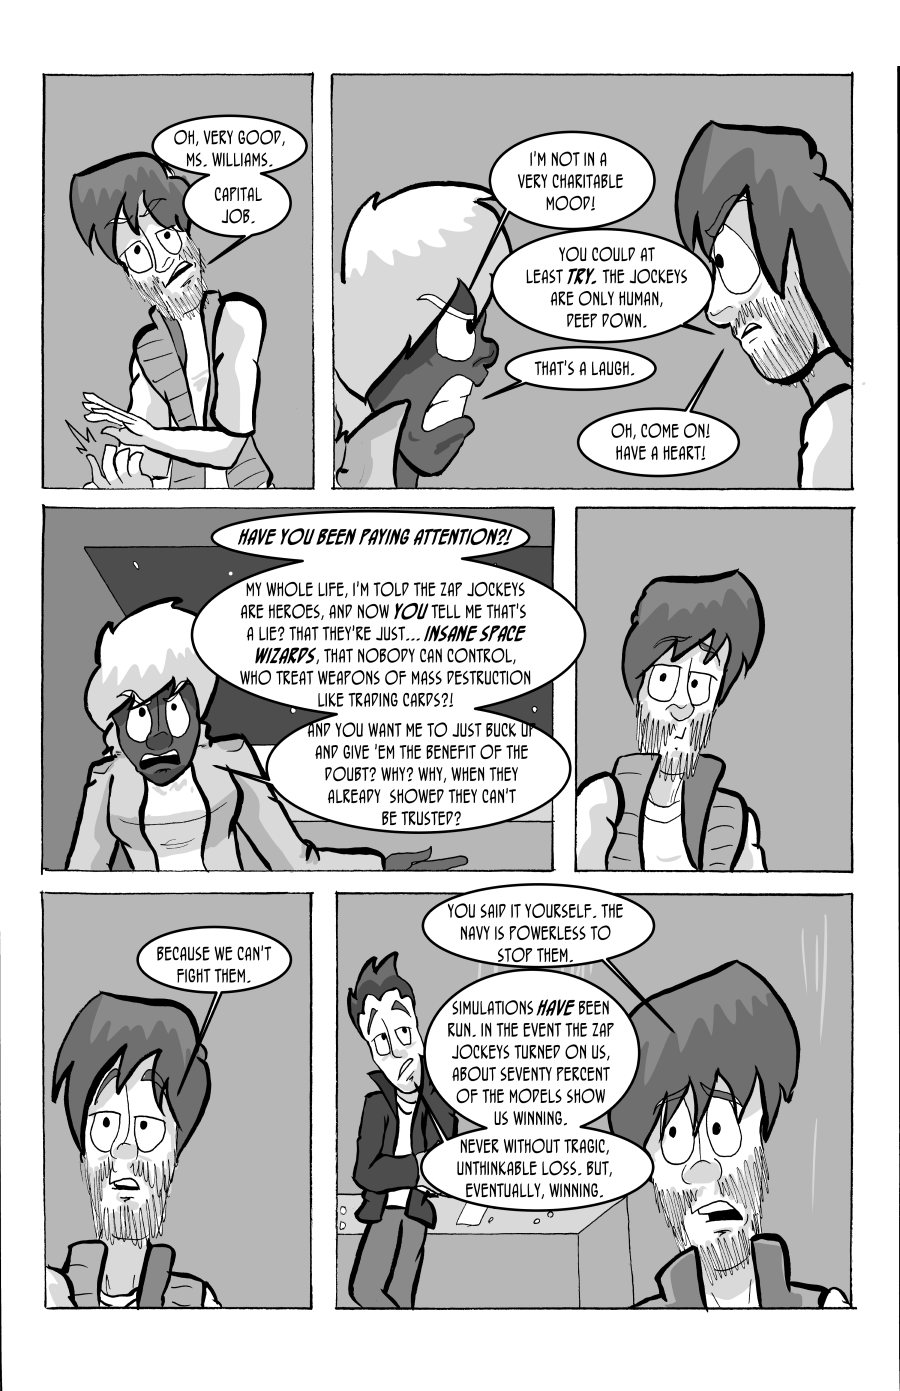 OH, VERY GOOD,
MS. WILLIAMS.
CAPITAL
JOB.
I'M NOT IN A
VERY CHARITABLE
MOOD!
YOU COULD AT
LEAST TRY. THE JOCKEYS
ARE ONLY HUMAN,
DEEP DOWN.
THAT'S A LAUGH.
OH, COME ON!
HAVE A HEART!
HAVE YOU BEEN PAYING ATTENTION?!
MY WHOLE LIFE, I'M TOLD THE ZAP JOCKEYS
ARE HEROES, AND NOW YOU TELL ME THAT'S
A LIE? THAT THEY'RE JUST... INSANE SPACE
WIZARDS, THAT NOBODY CAN CONTROL,
WHO TREAT WEAPONS OF MASS DESTRUCTION
LIKE TRADING CARDS?!
AND YOU WANT ME TO JUST BUCK UP
AND GIVE 'EM THE BENEFIT OF THE
DOUBT? WHY? WHY, WHEN THEY
ALREADY SHOWED THEY CAN'T
BE TRUSTED?
BECAUSE WE CAN'T
FIGHT THEM.
YOU SAID IT YOURSELF. THE
NAVY IS POWERLESS TO
STOP THEM.
SIMULATIONS HAVE BEEN
RUN. IN THE EVENT THE ZAP
JOCKEYS TURNED ON US,
ABOUT SEVENTY PERCENT
OF THE MODELS SHOW
US WINNING.
NEVER WITHOUT TRAGIC,
UNTHINKABLE LOSS. BUT,
EVENTUALLY, WINNING.